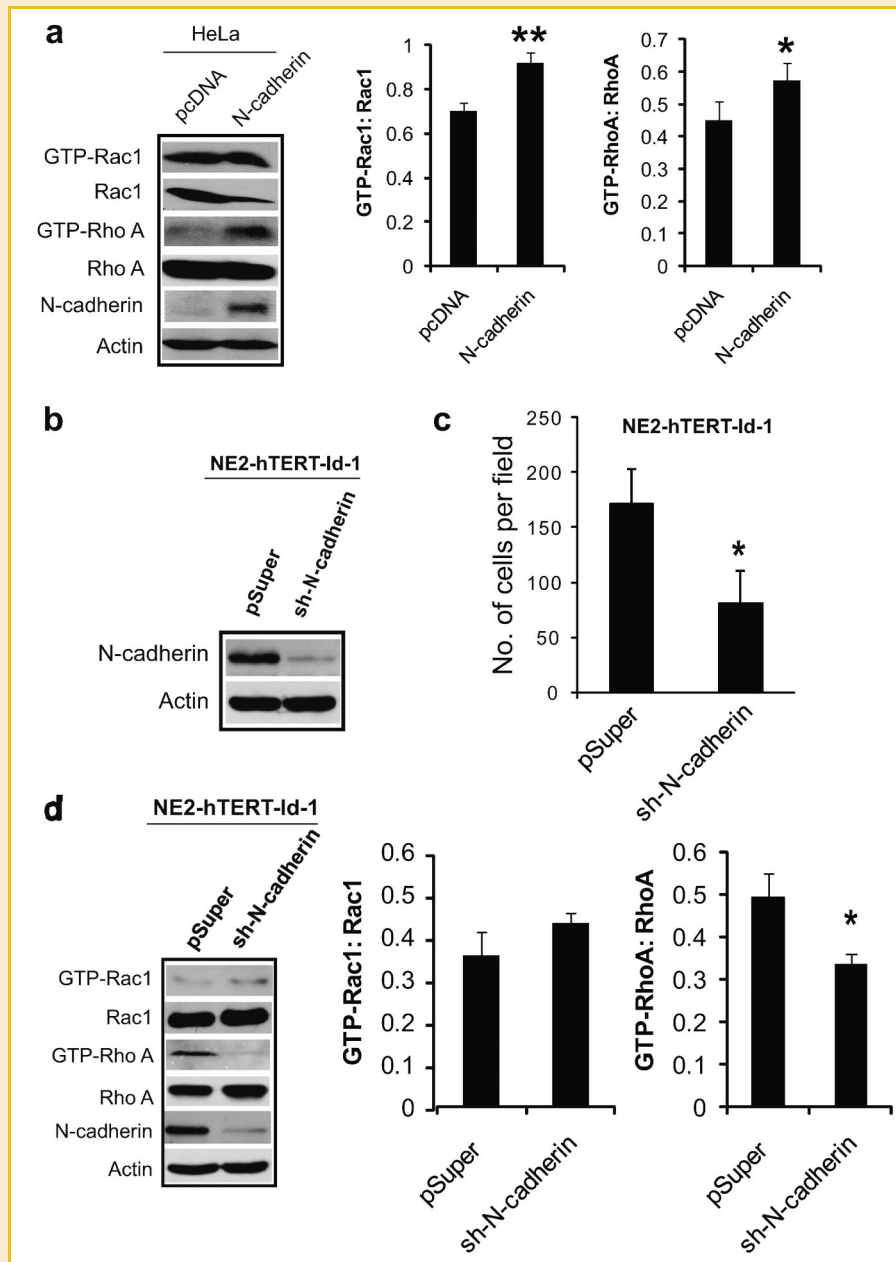 a
HeLa
pcDNA
N-cadherin
GTP-Rac1
Rac1
GTP-Rho A
Rho A
N-cadherin
Actin
GTP-Rac1: Rac1
1
0.8
0.6
0.4
0.2
0
**
pcDNA
N-cadherin
GTP-RhoA: RhoA
0.7
0.6
0.5
0.4
0.3
0.2
0.1
0
*
pcDNA
N-cadherin
b
NE2-hTERT-Id-1
pSuper
sh-N-cadherin
N-cadherin
Actin
c
NE2-hTERT-Id-1
No. of cells per field
250
200
150
100
50
0
*
pSuper
sh-N-cadherin
d
NE2-hTERT-Id-1
pSuper
sh-N-cadherin
GTP-Rac1
Rac1
GTP-Rho A
Rho A
N-cadherin
Actin
GTP-Rac1: Rac1
0.6
0.5
0.4
0.3
0.2
0.1
0
pSuper
sh-N-cadherin
GTP-RhoA: RhoA
0.6
0.5
0.4
0.3
0.2
0.1
0
*
pSuper
sh-N-cadherin